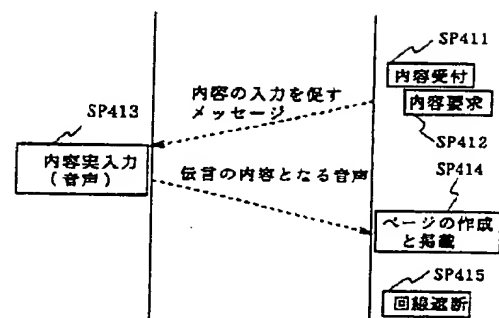 SP411
内容受付
内容の入力を促す
メッセージ
内容要求
SP413
SP412
内容実入力
(音声)
伝言の内容となる音声
SP414
ページの作成
と掲載
SP415
回線遮断